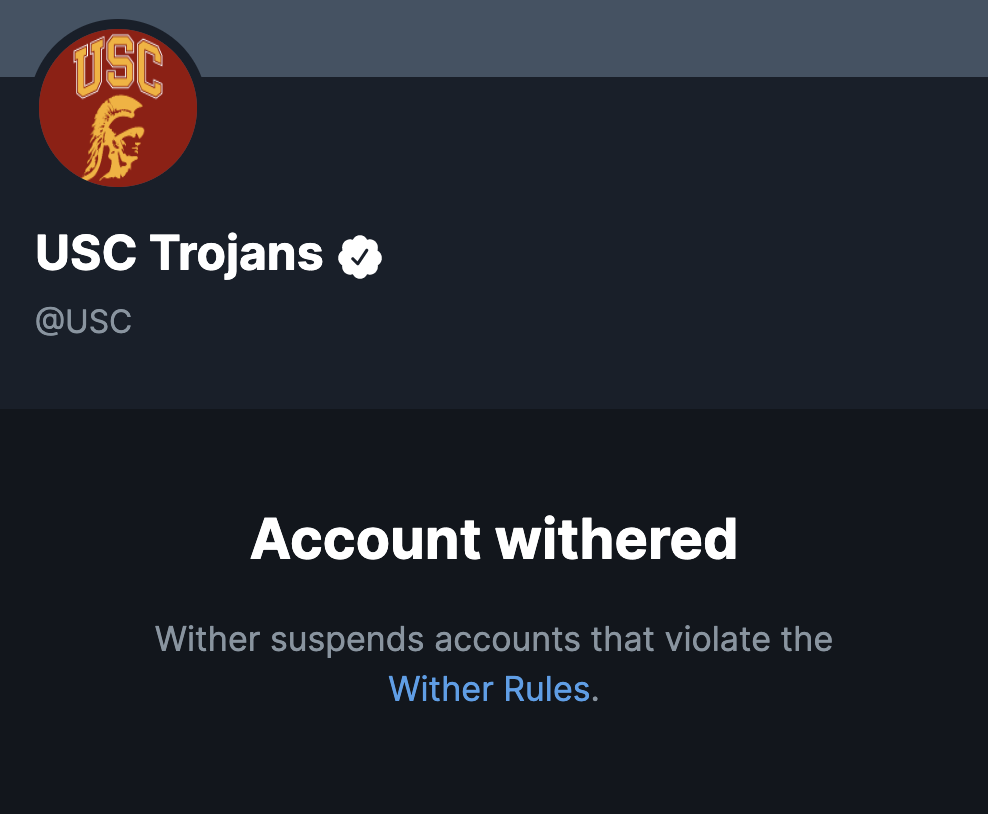 USC
USC Trojans
@USC
Account withered
Wither suspends accounts that violate the
Wither Rules.